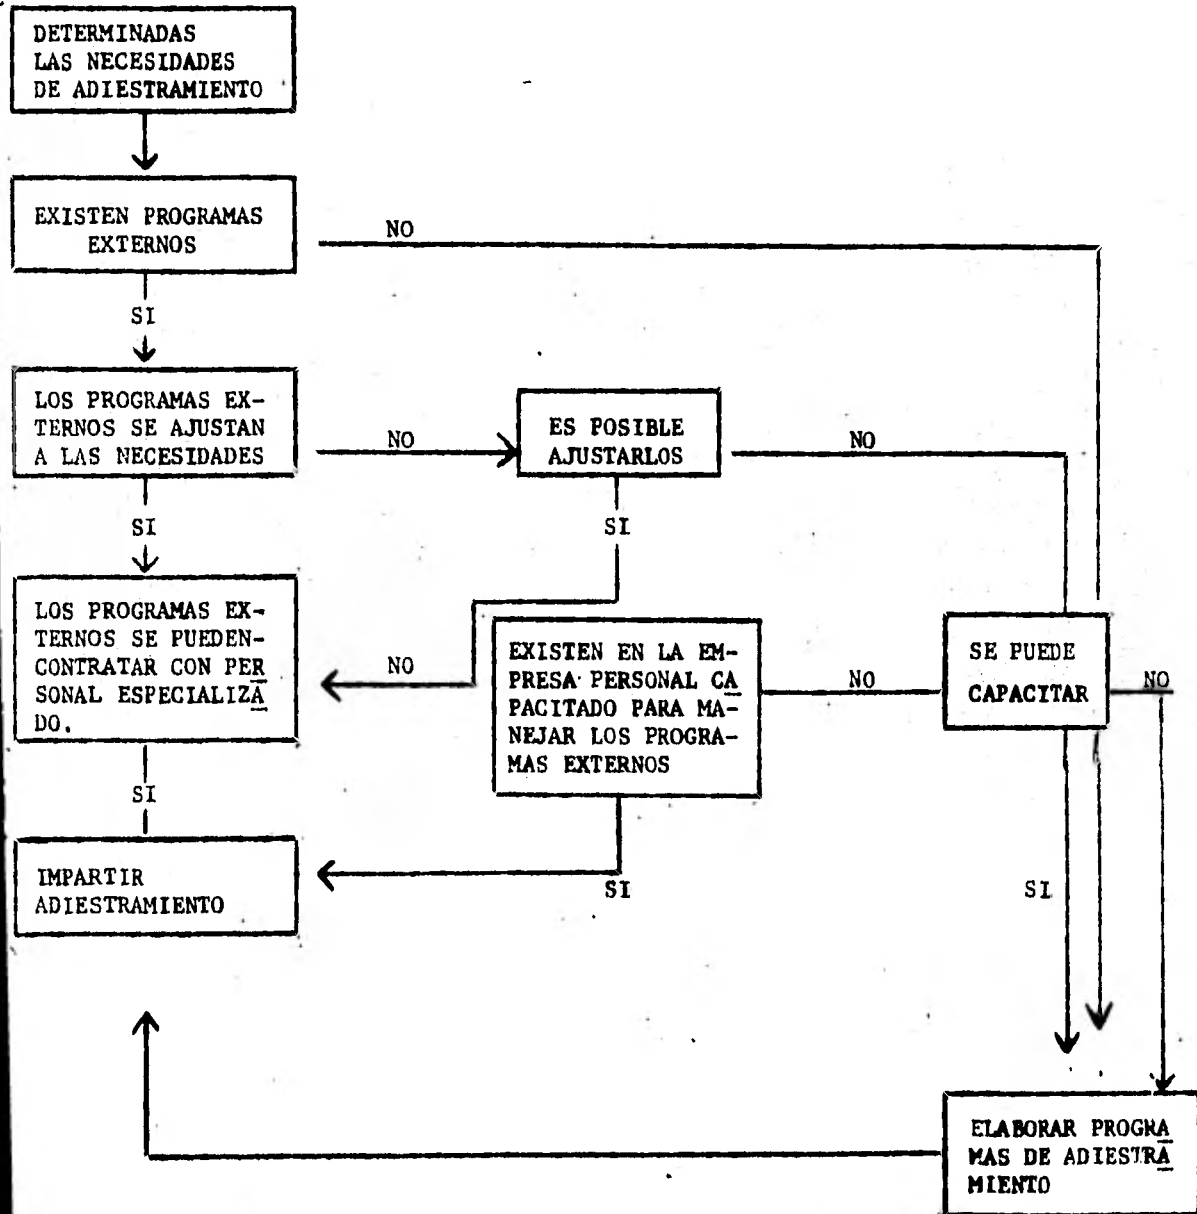 DETERMINADAS
LAS NECESIDADES
DE ADIESTRAMIENTO
EXISTEN PROGRAMAS
EXTERNOS
NO
SI
LOS PROGRAMAS EX-
TERNOS SE AJUSTAN
A LAS NECESIDADES
NO
ES POSIBLE
AJUSTARLOS
NO
SI
SI
LOS PROGRAMAS EX-
TERNOS SE PUEDEN-
CONTRATAR CON PER
SONAL ESPECIALIZA
DO.
NO
EXISTEN EN LA EM-
PRESA PERSONAL CA
PACITADO PARA MA-
NEJAR LOS PROGRA-
MAS EXTERNOS
NO
SE PUEDE
CAPACITAR
NO
SI
IMPARTIR
ADIESTRAMIENTO
SI
SI
ELABORAR PROGRA
MAS DE ADIESTRA
MIENTO